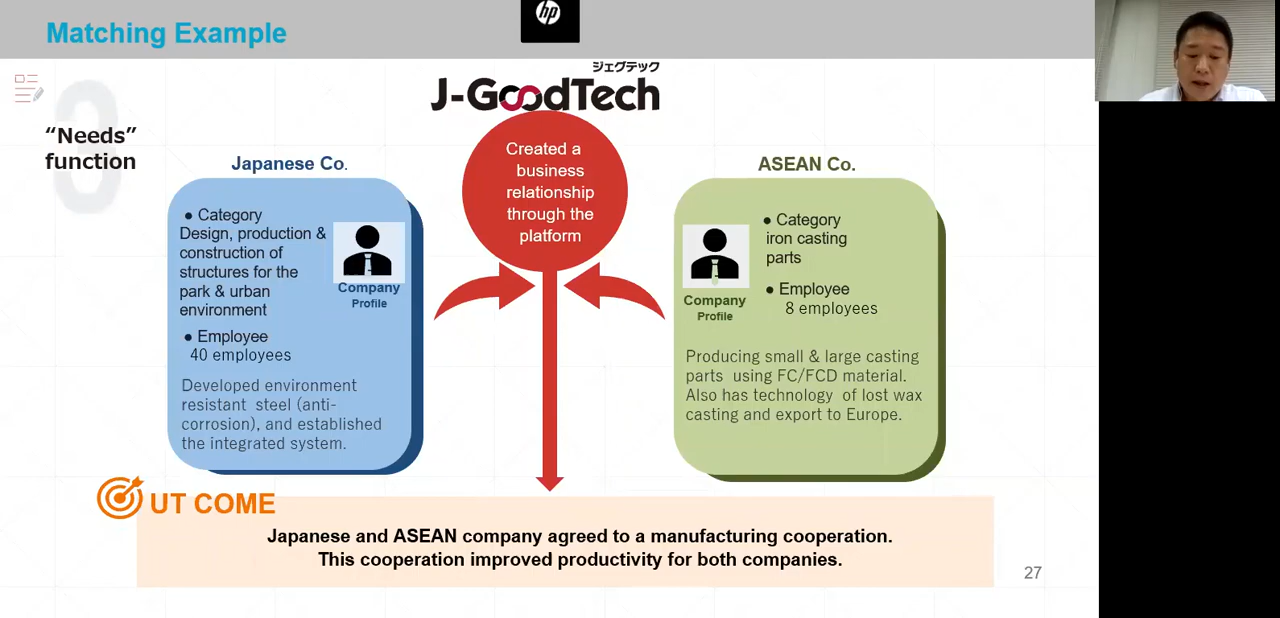 Matching Example
hp
ジェグテック
J-GoodTech
3
“Needs”
function
Created a
business
relationship
through the
platform
Japanese Co.
● Category
Design, production &
construction of
structures for the
park & urban
environment
● Employee
40 employees
Company
Profile
Developed environment
resistant steel (anti-
corrosion), and established
the integrated system.
ASEAN Co.
● Category
iron casting
parts
● Employee
8 employees
Company
Profile
Producing small & large casting
parts using FC/FCD material.
Also has technology of lost wax
casting and export to Europe.
UT COME
Japanese and ASEAN company agreed to a manufacturing cooperation.
This cooperation improved productivity for both companies.
27